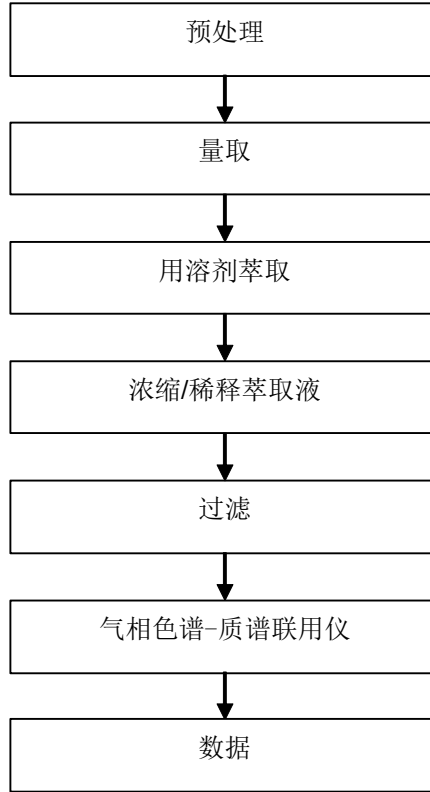 预处理
量取
用溶剂萃取
浓缩/稀释萃取液
过滤
气相色谱-质谱联用仪
数据